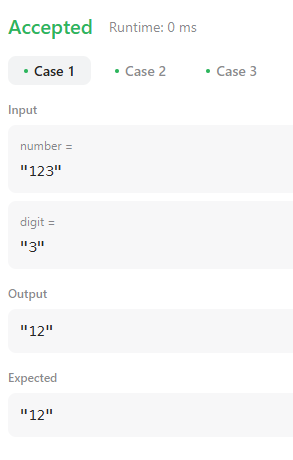 Accepted Runtime: 0 ms
• Case 1 • Case 2 • Case 3
Input
number =
"123"
digit =
"3"
Output
"12"
Expected
"12"